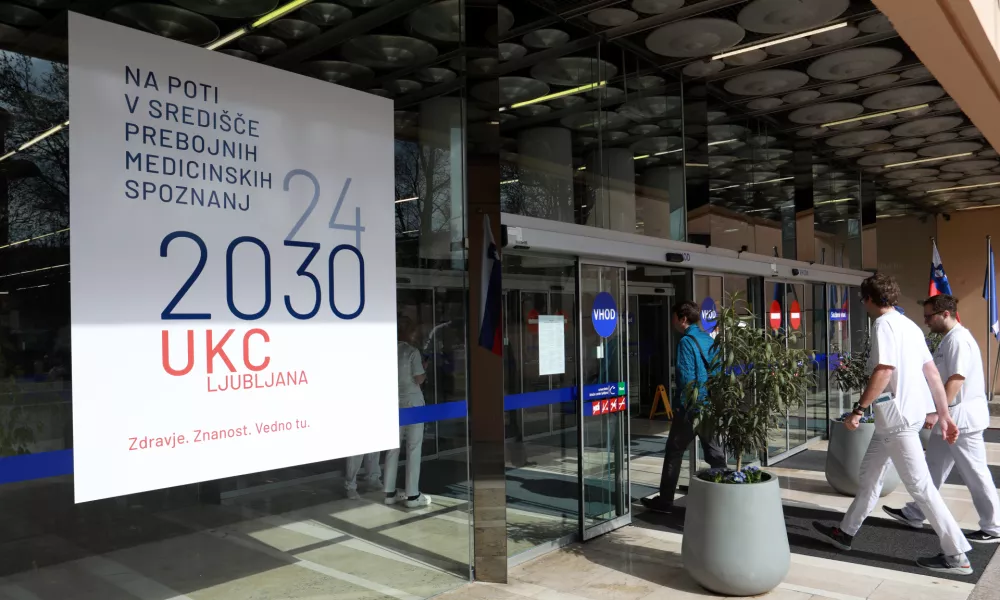 NA POTI
V SREDIŠČE
PREBOJNIH
MEDICINSKIH
SPOZNANJ
24
2030
UKC
LJUBLJANA
Zdravje. Znanost. Vedno tu.
VHOD
VHOD